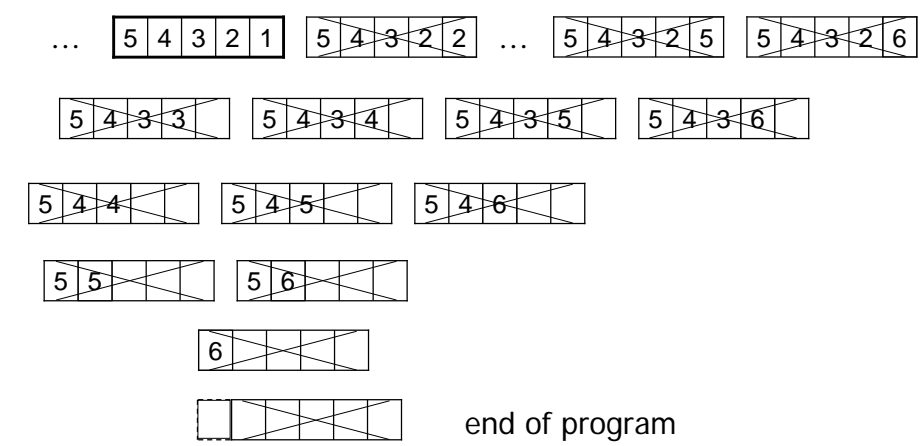 ... 5 4 3 2 1 5 4 3 2 2 ... 5 4 3 2 5 5 4 3 2 6
5 4 3 3 5 4 3 4 5 4 3 5 5 4 3 6
5 4 4 5 4 5 5 4 6
5 5 5 6
6
end of program